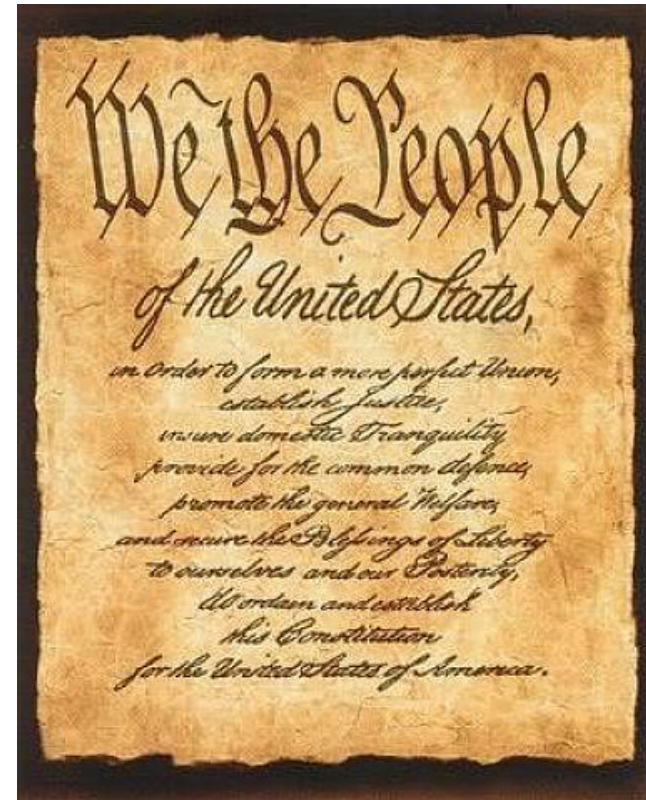 We the People
of the United States,
in Order to form a more perfect Union,
establish Justice,
insure domestic Tranquility
provide for the common defence,
promote the general Welfare,
and secure the Blessings of Liberty
to ourselves and our Posterity,
do ordain and establish
this Constitution
for the United States of America.